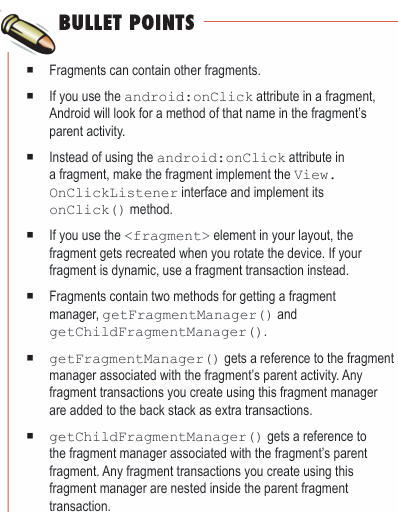 BULLET POINTS
Fragments can contain other fragments.
If you use the android:onClick attribute in a fragment,
Android will look for a method of that name in the fragment's
parent activity.
Instead of using the android:onClick attribute in
a fragment, make the fragment implement the View.
OnClickListener interface and implement its
onClick() method.
If you use the <fragment> element in your layout, the
fragment gets recreated when you rotate the device. If your
fragment is dynamic, use a fragment transaction instead.
Fragments contain two methods for getting a fragment
manager, getFragmentManager() and
getChildFragmentManager().
getFragmentManager() gets a reference to the fragment
manager associated with the fragment's parent activity. Any
fragment transactions you create using this fragment manager
are added to the back stack as extra transactions.
getChildFragmentManager() gets a reference to
the fragment manager associated with the fragment's parent
fragment. Any fragment transactions you create using this
fragment manager are nested inside the parent fragment
transaction.